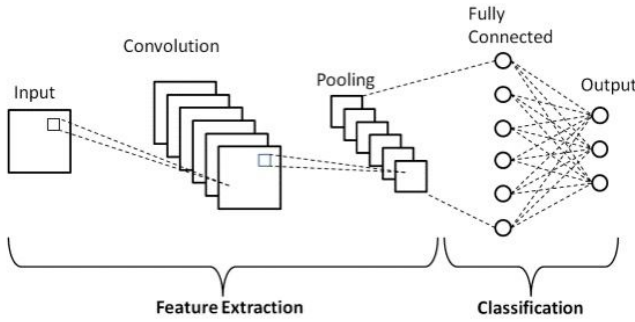 Fully
Connected
Convolution
Pooling
Input
Output
Feature Extraction
Classification